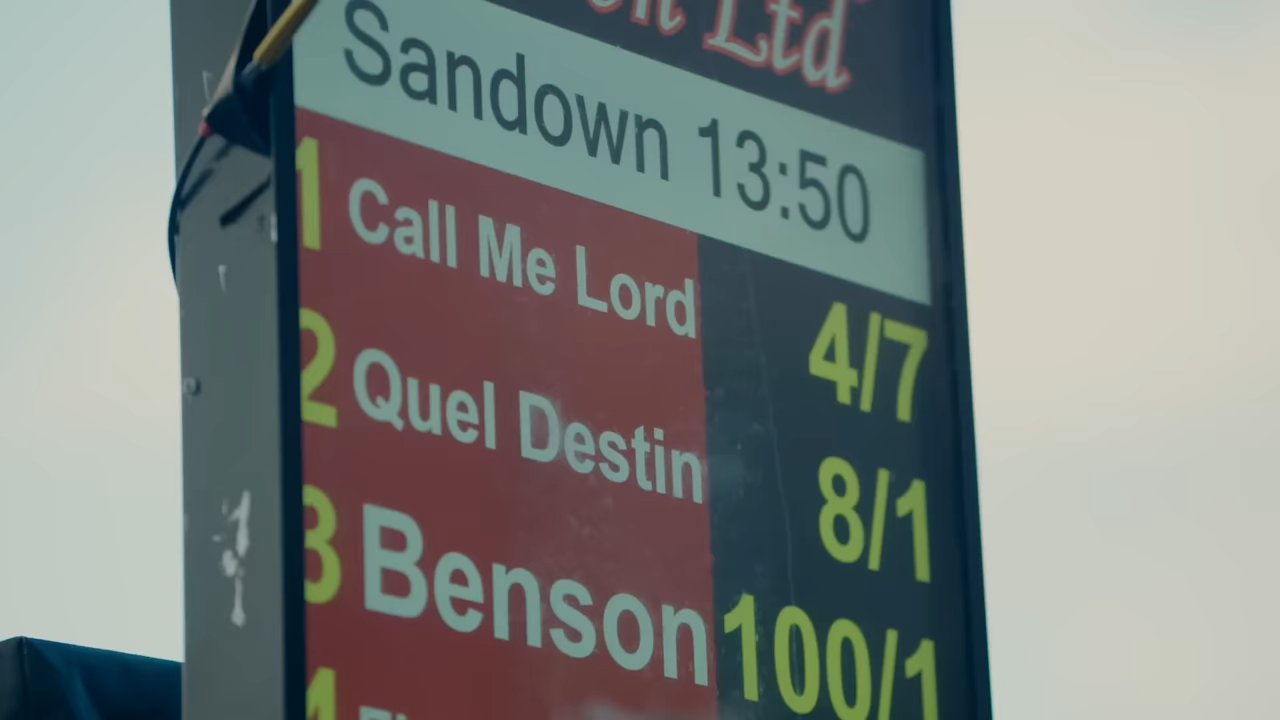 Ltd
Sandown 13:50
1 Call Me Lord 4/7
2 Quel Destin 8/1
3 Benson 100/1
4